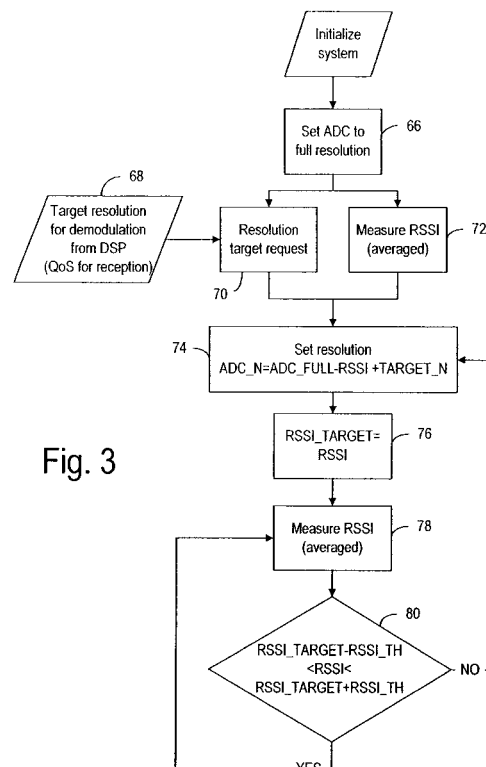 Initialize
system
Set ADC to
full resolution
66
68
Target resolution
for demodulation
from DSP
(QoS for reception)
Resolution
target request
70
Measure RSSI
(averaged)
72
74
Set resolution
ADC_N=ADC_FULL-RSSI +TARGET_N
RSSI_TARGET=
RSSI
76
Fig. 3
Measure RSSI
(averaged)
78
80
RSSI_TARGET-RSSI_TH
<RSSI<
RSSI_TARGET+RSSI_TH
NO
YES